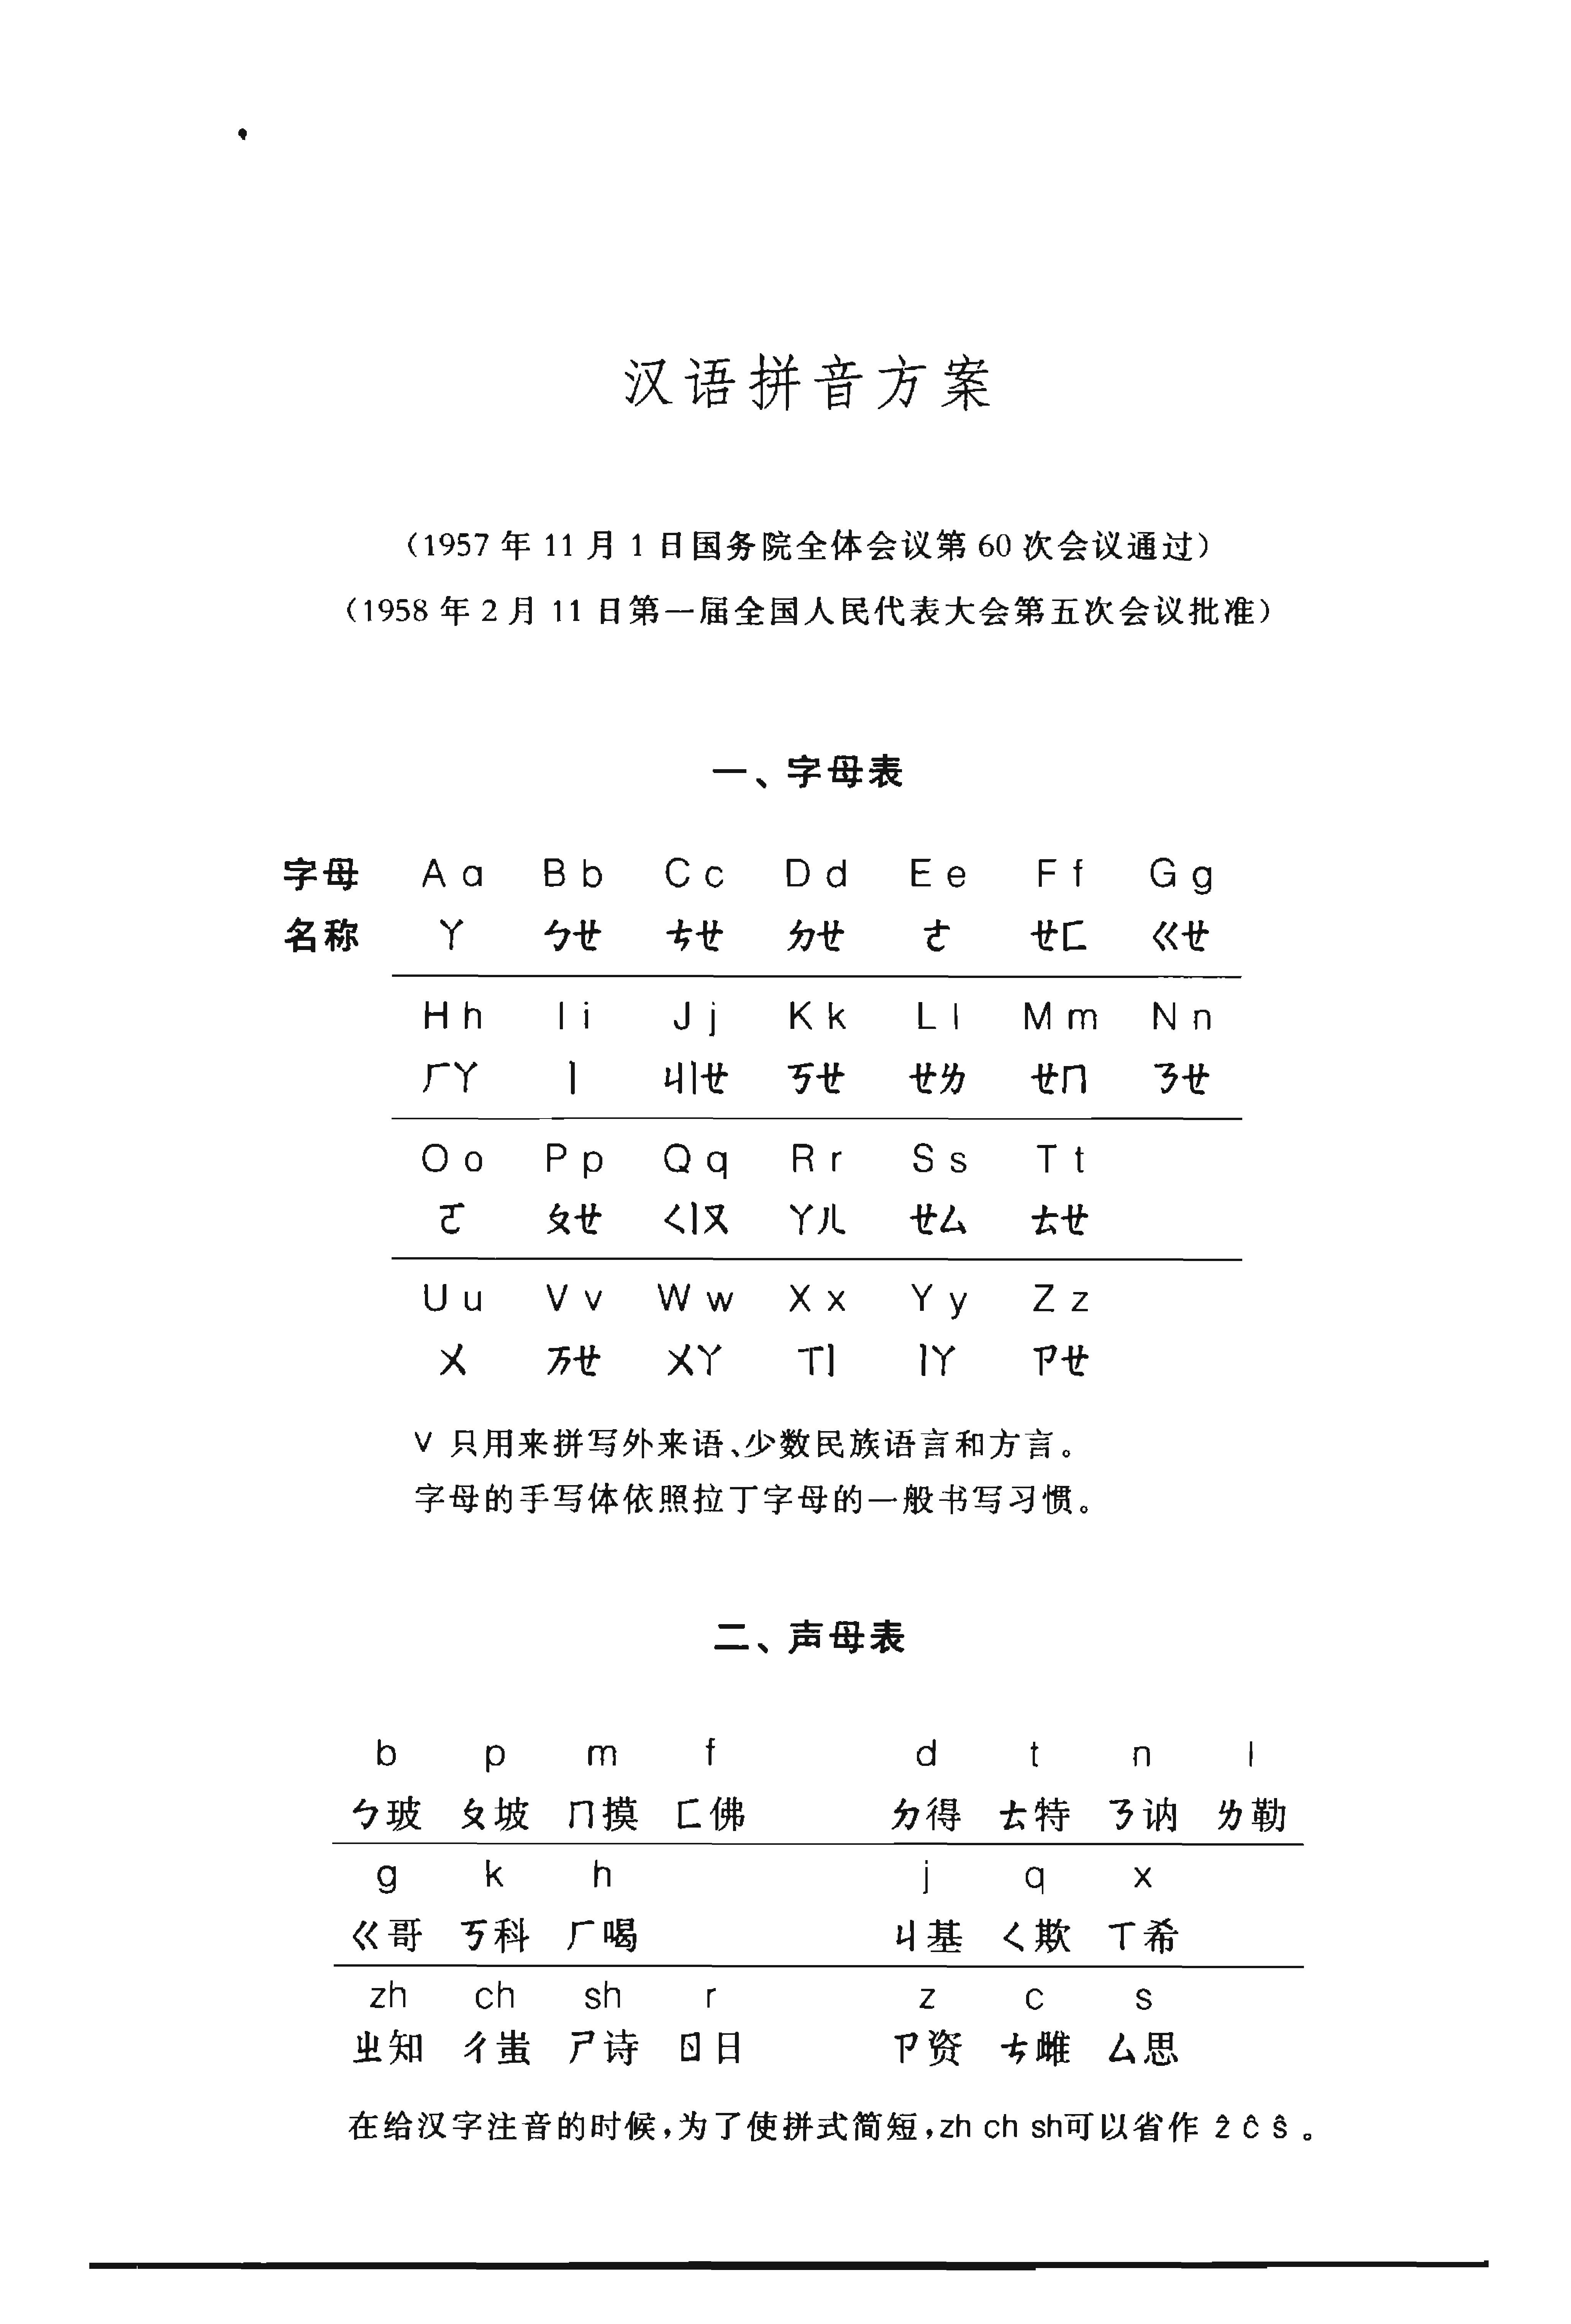 汉语拼音方案
（1957 年 11 月 1 日国务院全体会议第 60 次会议通过）
（1958 年 2 月 11 日第一届全国人民代表大会第五次会议批准）
一、字母表
字母 A a B b C c D d E e F f G g
名称 ㄚ ㄅㄝ ㄘㄝ ㄉㄝ ㄜ ㄝㄈ ㄍㄝ
H h I i J j K k L l M m N n
ㄏㄚ ㄧ ㄐㄧㄝ ㄎㄝ ㄝㄌ ㄝㄇ ㄋㄝ
O o P p Q q R r S s T t
ㄛ ㄆㄝ ㄑㄧㄡ ㄚㄦ ㄝㄙ ㄊㄝ
U u V v W w X x Y y Z z
ㄨ ㄪㄝ ㄨㄚ ㄒㄧ ㄧㄚ ㄗㄝ
V 只用来拼写外来语、少数民族语言和方言。
字母的手写体依照拉丁字母的一般书写习惯。
二、声母表
b p m f d t n l
ㄅ玻 ㄆ坡 ㄇ摸 ㄈ佛 ㄉ得 ㄊ特 ㄋ讷 ㄌ勒
g k h j q x
ㄍ哥 ㄎ科 ㄏ喝 ㄐ基 ㄑ欺 ㄒ希
zh ch sh r z c s
ㄓ知 ㄔ蚩 ㄕ诗 ㄖ日 ㄗ资 ㄘ雌 ㄙ思
在给汉字注音的时候，为了使拼式简短，zh ch sh可以省作 ẑ ĉ ŝ 。